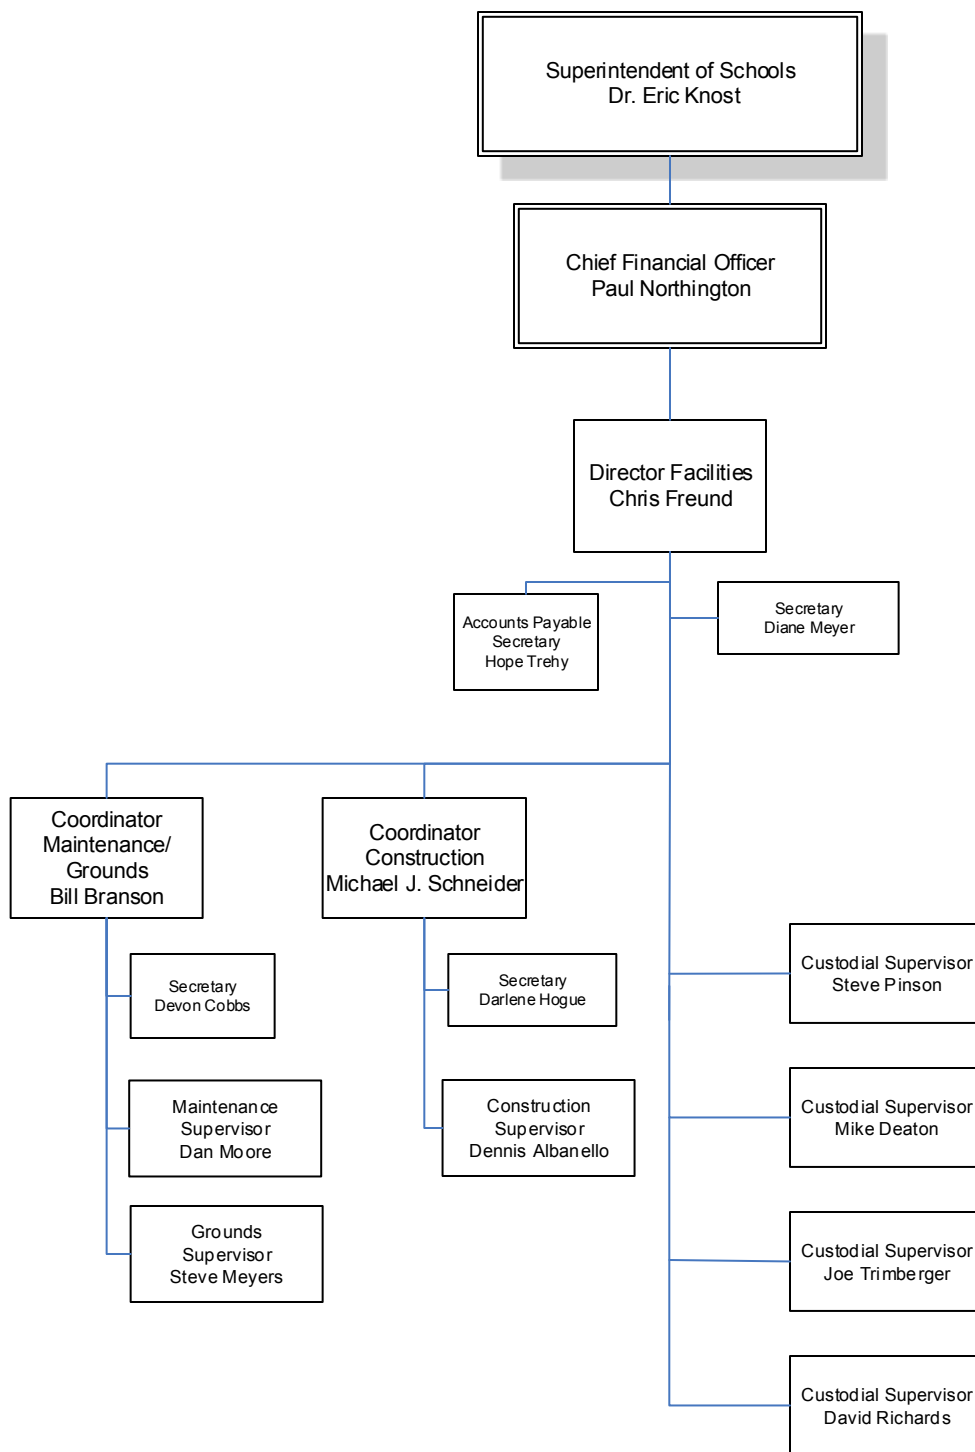 Superintendent of Schools
Dr. Eric Knost
Chief Financial Officer
Paul Northington
Director Facilities
Chris Freund
Accounts Payable
Secretary
Hope Trehy
Secretary
Diane Meyer
Coordinator
Maintenance/
Grounds
Bill Branson
Coordinator
Construction
Michael J. Schneider
Secretary
Devon Cobbs
Secretary
Darlene Hogue
Maintenance
Supervisor
Dan Moore
Construction
Supervisor
Dennis Albanello
Grounds
Supervisor
Steve Meyers
Custodial Supervisor
Steve Pinson
Custodial Supervisor
Mike Deaton
Custodial Supervisor
Joe Trimberger
Custodial Supervisor
David Richards